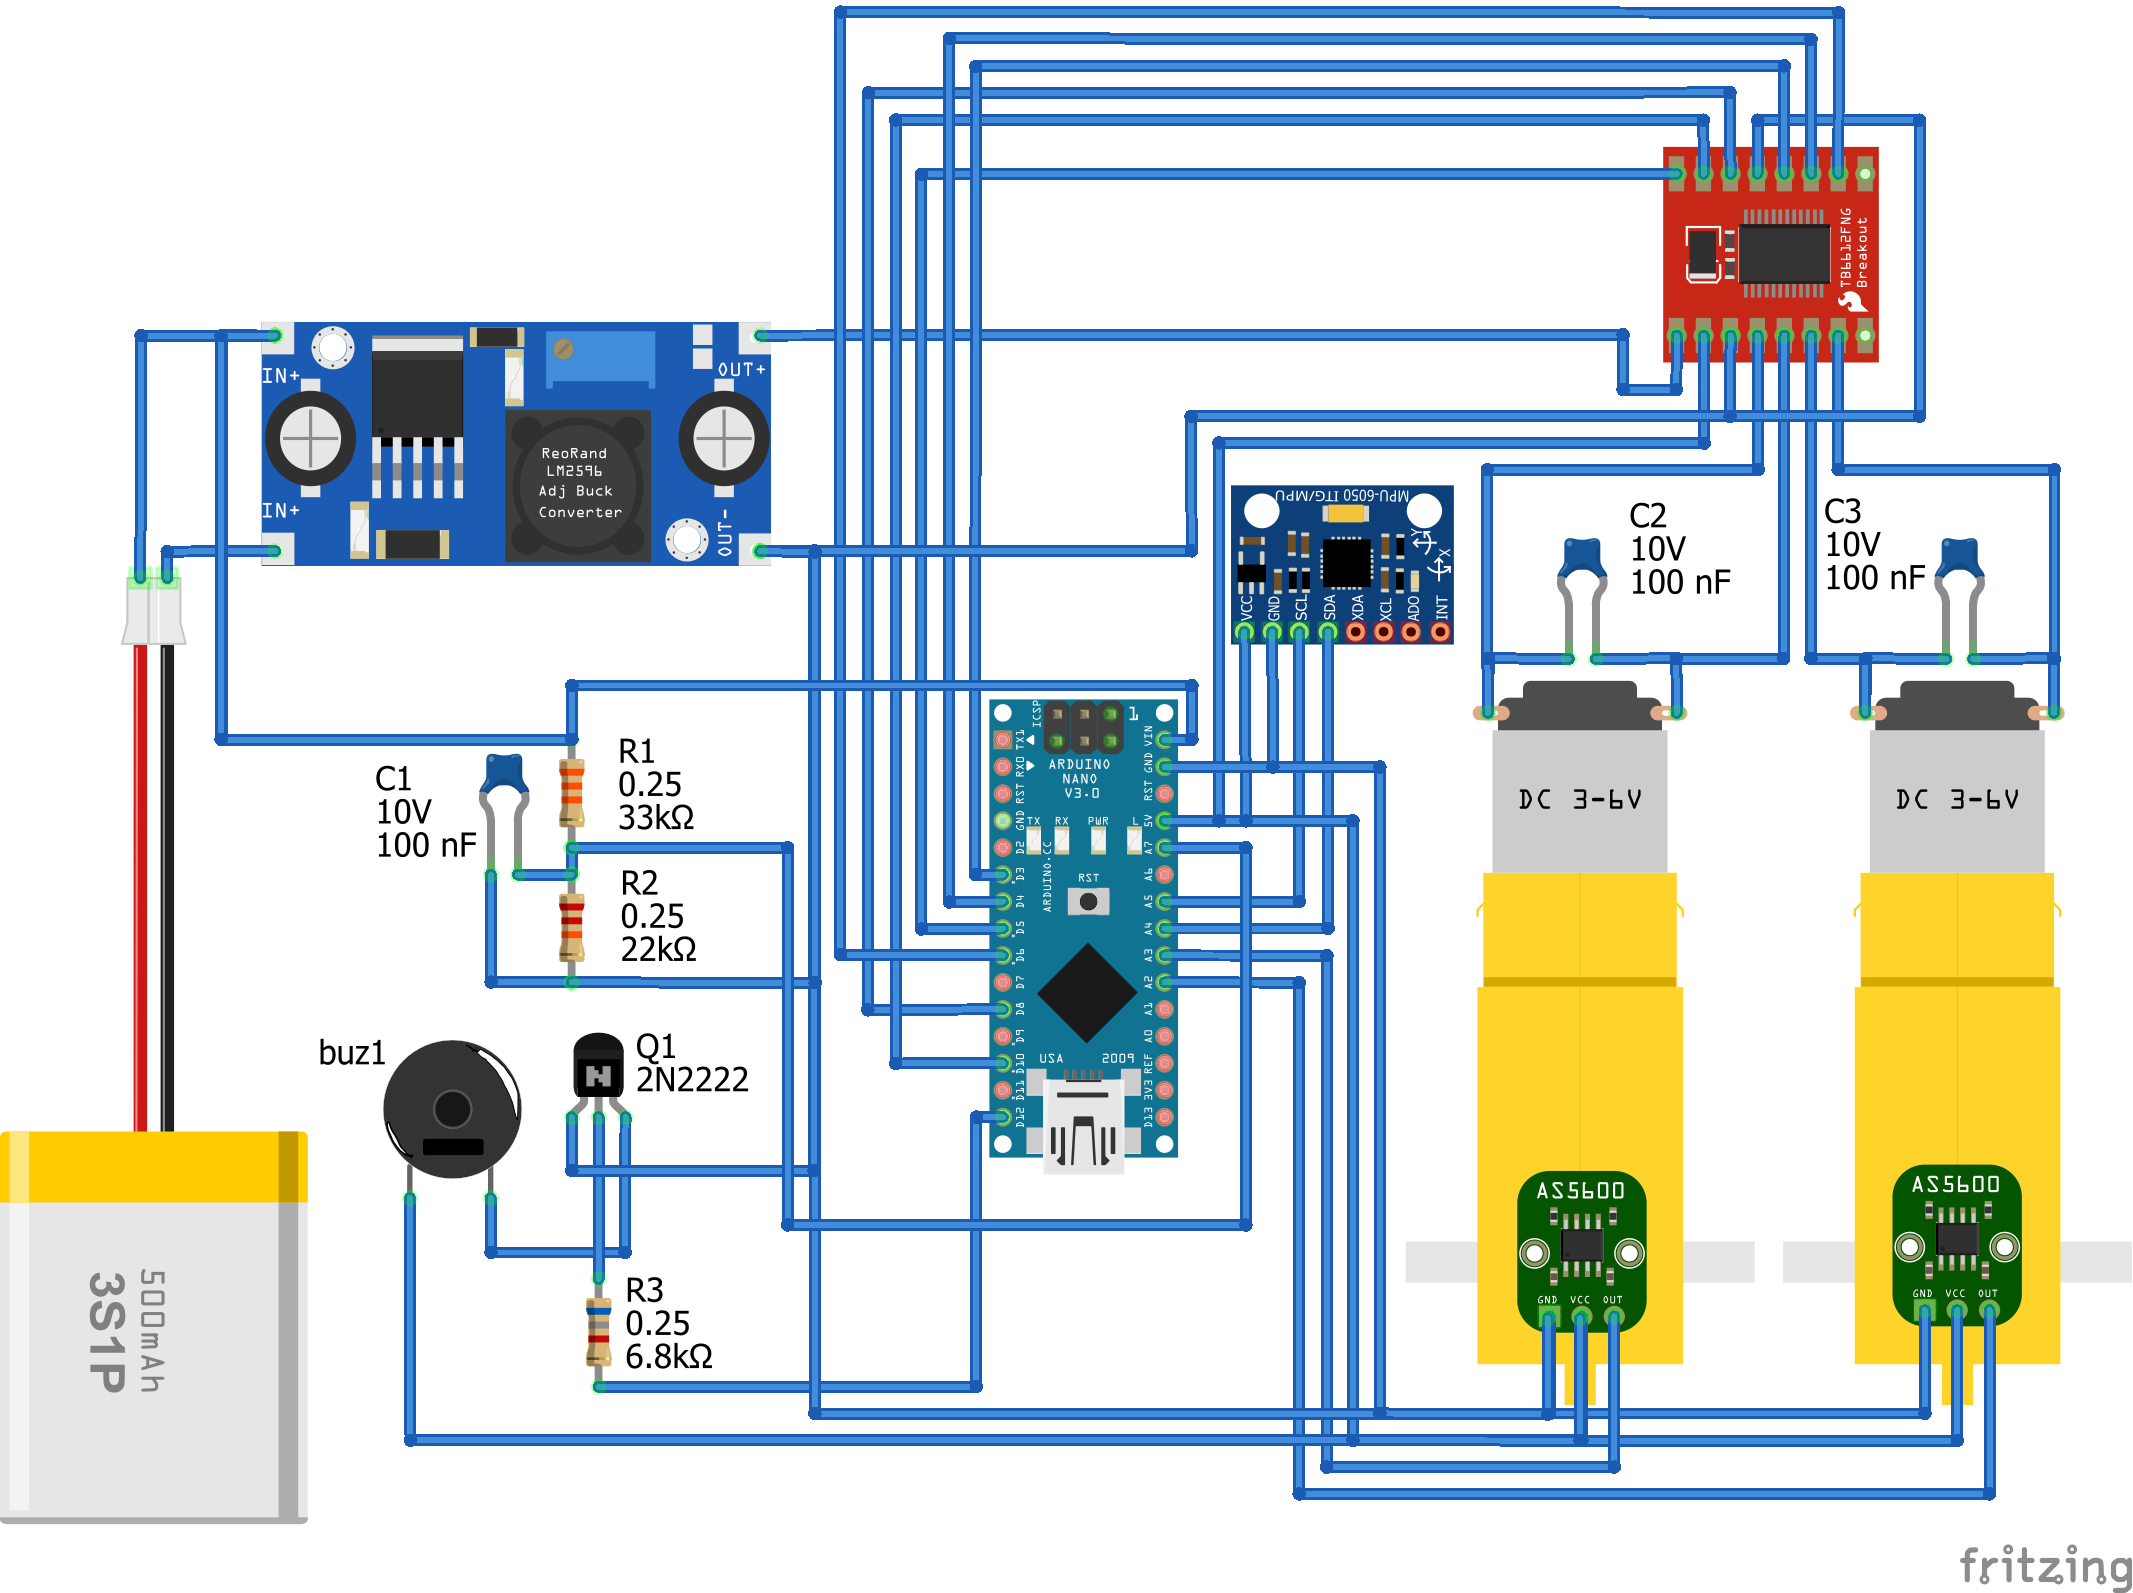 TB6612FNG
Breakout
IN+
OUT+
ReoRand
LM2596
Adj Buck
Converter
IN+
OUT-
MPU-6050 ITG/MPU
Y
X
VCC
GND
SCL
SDA
XDA
XCL
ADO
INT
C2
10V
100 nF
C3
10V
100 nF
C1
10V
100 nF
R1
0.25
33kΩ
R2
0.25
22kΩ
ICSP
1
ARDUINO
NANO
V3.0
TX
RX
PWR
L
RST
ARDUINO.CC
TX1
RX0
RST
GND
D2
D3
D4
D5
D6
D7
D8
D9
D10
D11
D12
VIN
GND
RST
5V
A7
A6
A5
A4
A3
A2
A1
A0
REF
3V3
D13
USA
2009
DC 3-6V
DC 3-6V
buz1
Q1
2N2222
R3
0.25
6.8kΩ
500mAh
3S1P
AS5600
GND
VCC
OUT
AS5600
GND
VCC
OUT
fritzing